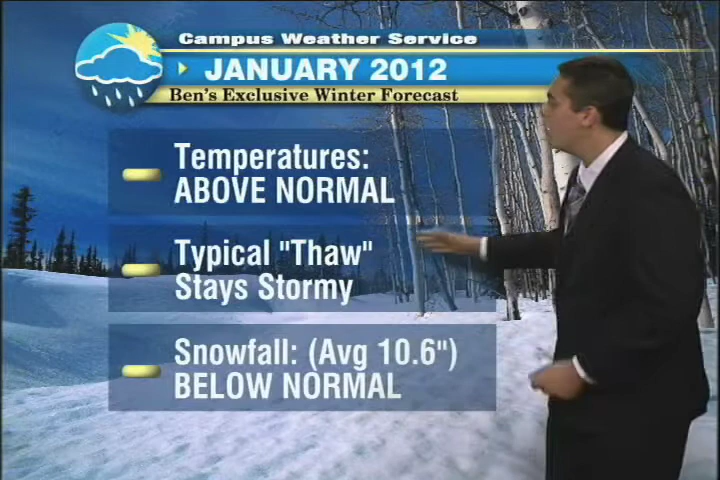 Campus Weather Service
JANUARY 2012
Ben's Exclusive Winter Forecast
Temperatures:
ABOVE NORMAL
Typical "Thaw"
Stays Stormy
Snowfall: (Avg 10.6")
BELOW NORMAL